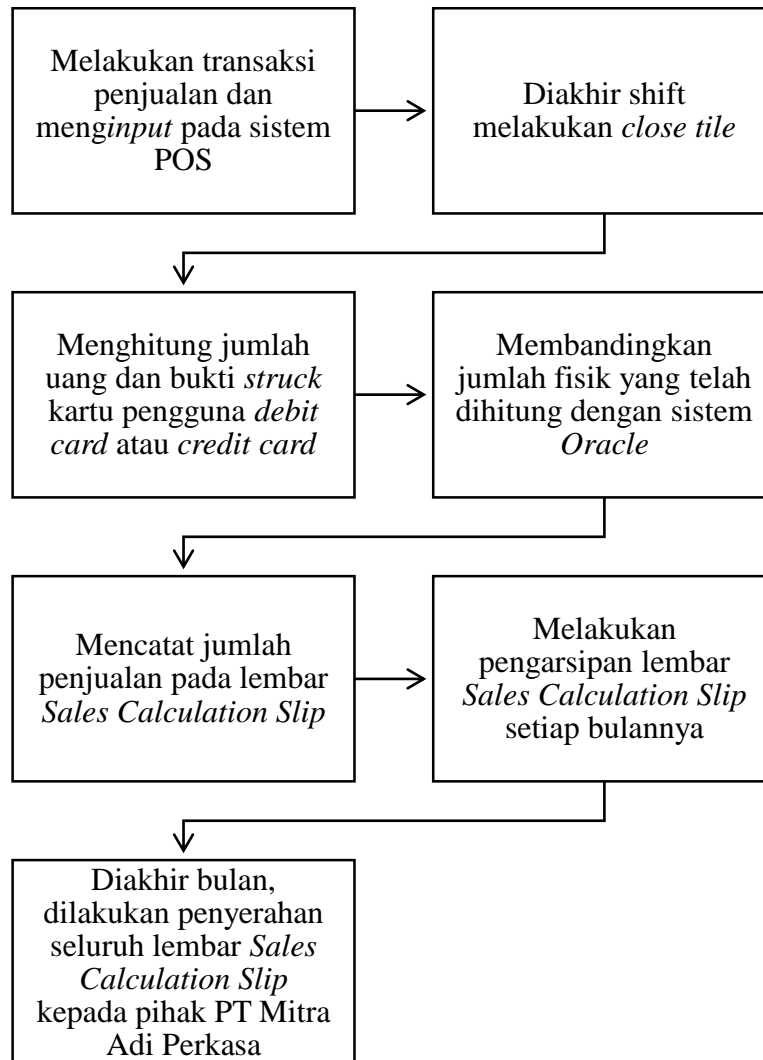 Melakukan transaksi
penjualan dan
menginput pada sistem
POS
Diakhir shift
melakukan close tile
Menghitung jumlah
uang dan bukti struck
kartu pengguna debit
card atau credit card
Membandingkan
jumlah fisik yang telah
dihitung dengan sistem
Oracle
Mencatat jumlah
penjualan pada lembar
Sales Calculation Slip
Melakukan
pengarsipan lembar
Sales Calculation Slip
setiap bulannya
Diakhir bulan,
dilakukan penyerahan
seluruh lembar Sales
Calculation Slip
kepada pihak PT Mitra
Adi Perkasa